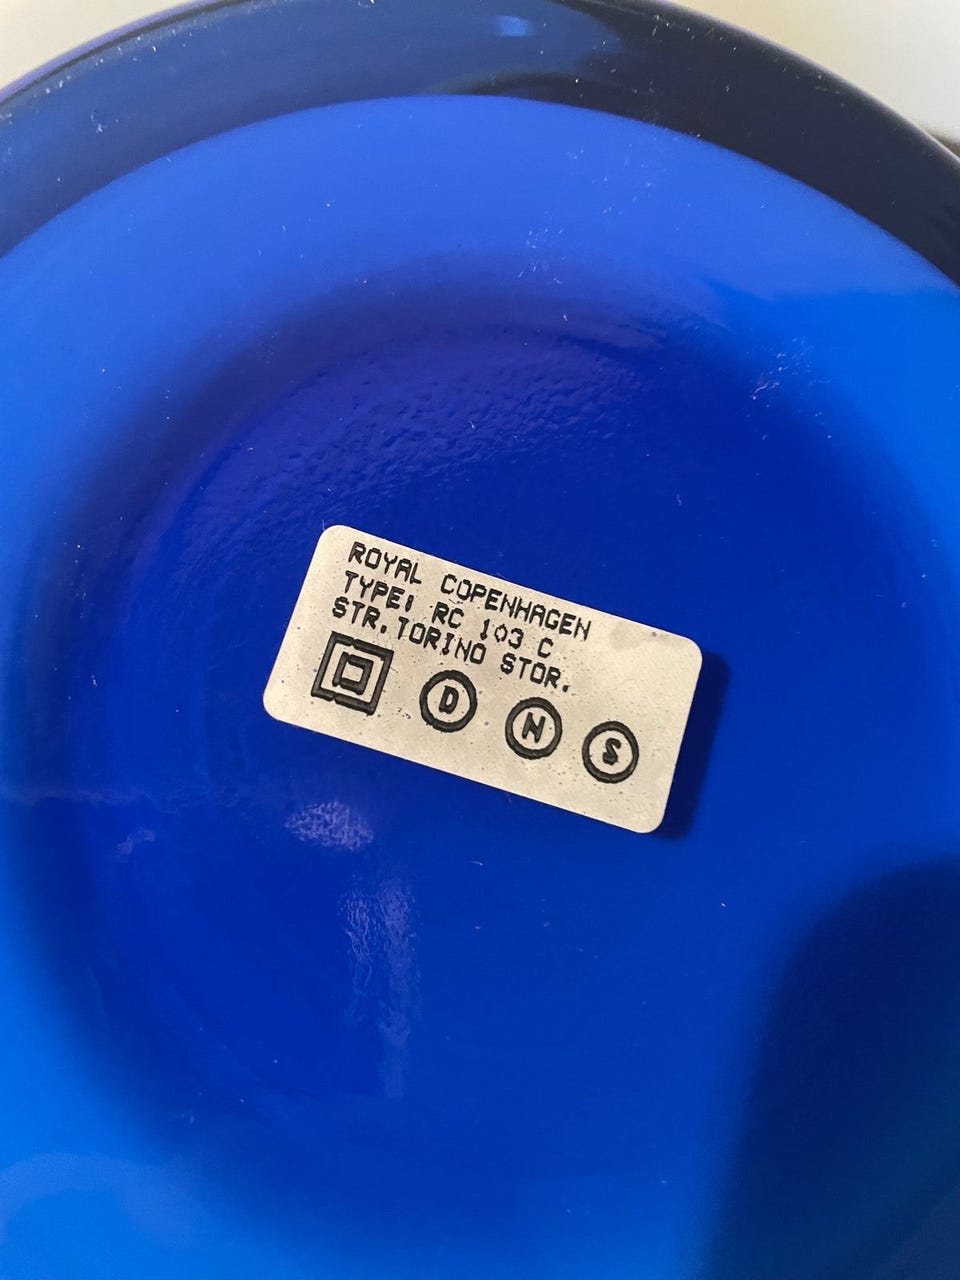 ROYAL COPENHAGEN
TYPE: RC 103 C
STR.TORINO STOR.
D N S